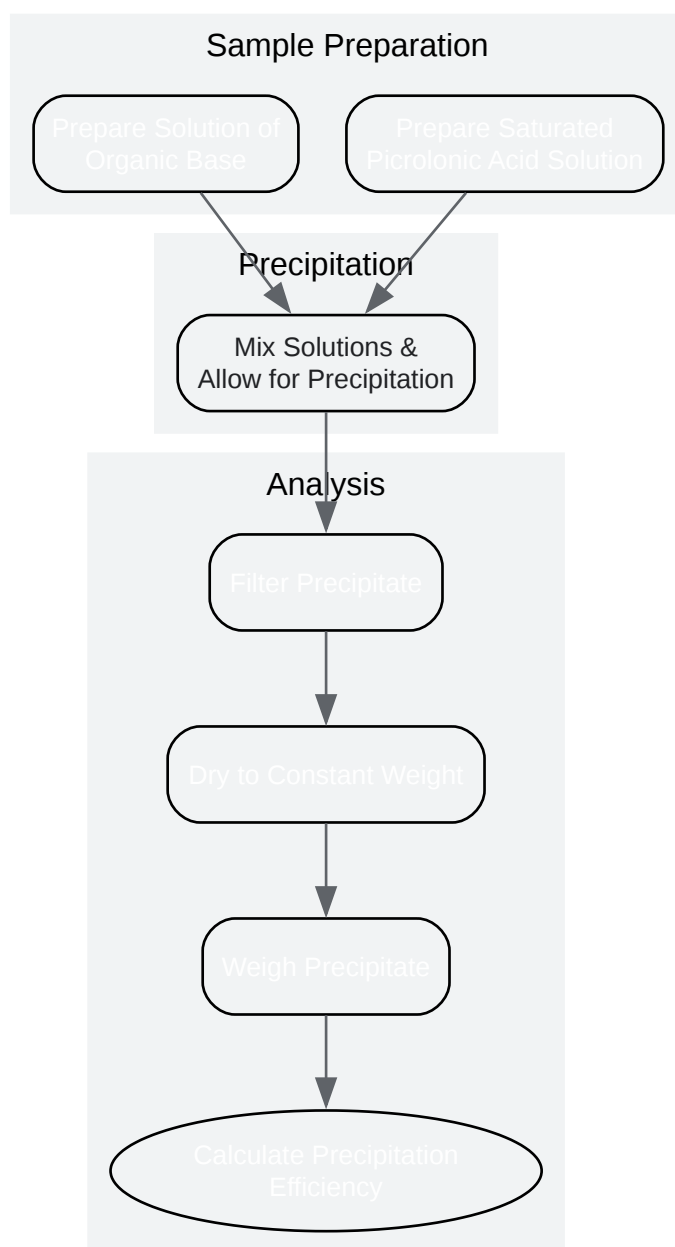 Sample Preparation
Prepare Solution of
Organic Base
Prepare Saturated
Picrolonic Acid Solution
Precipitation
Mix Solutions &
Allow for Precipitation
Analysis
Filter Precipitate
Dry to Constant Weight
Weigh Precipitate
Calculate Precipitation
Efficiency